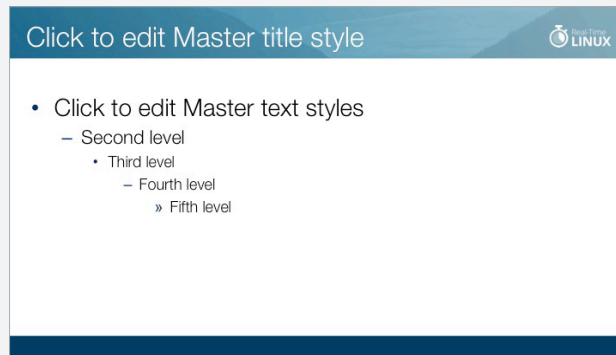 Click to edit Master title style
Real-Time
LINUX
• Click to edit Master text styles
– Second level
• Third level
– Fourth level
» Fifth level